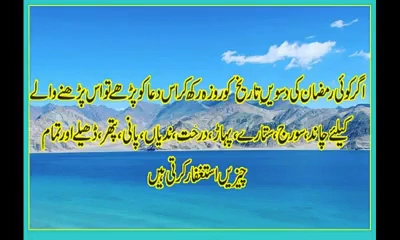 اگر کوئی رمضان کی دسویں تاریخ کو روزہ رکھ کر اس دعا کو پڑھے تو اس پڑھنے والے
کیلئے چاند، سورج، ستارے، پہاڑ، درخت، ندیاں، پانی، پتھر، ڈھیلے اور تمام
چیزیں استغفار کرتی ہیں